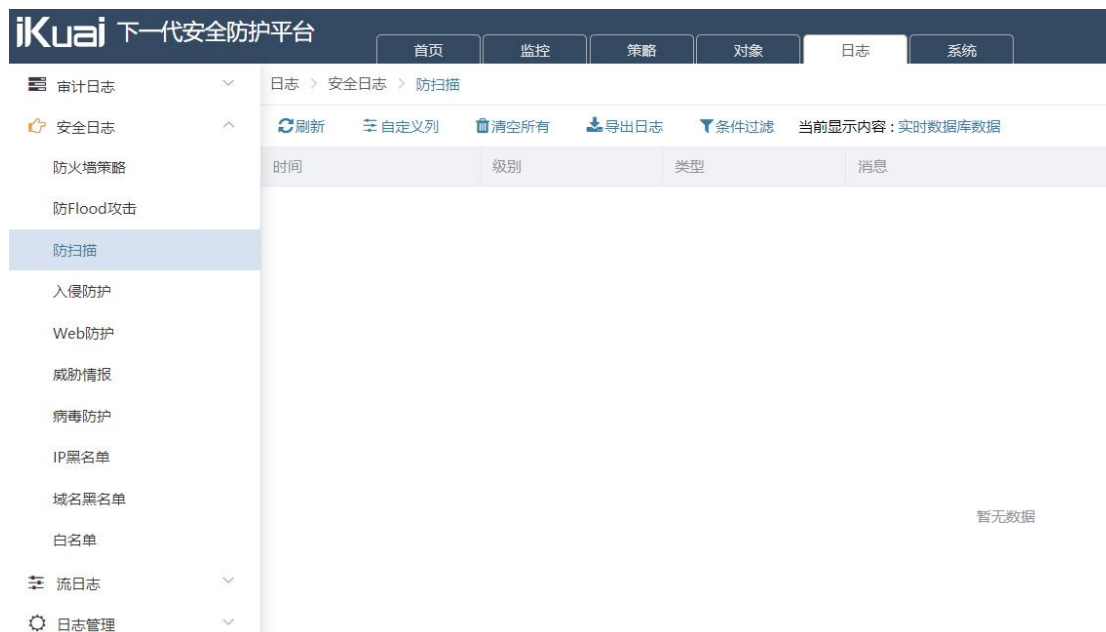 iKuai 下一代安全防护平台
首页 监控 策略 对象 日志 系统
审计日志
安全日志
防火墙策略
防Flood攻击
防扫描
入侵防护
Web防护
威胁情报
病毒防护
IP黑名单
域名黑名单
白名单
流日志
日志管理
日志 > 安全日志 > 防扫描
刷新 自定义列 清空所有 导出日志 条件过滤 当前显示内容 : 实时数据库数据
时间 级别 类型 消息
暂无数据